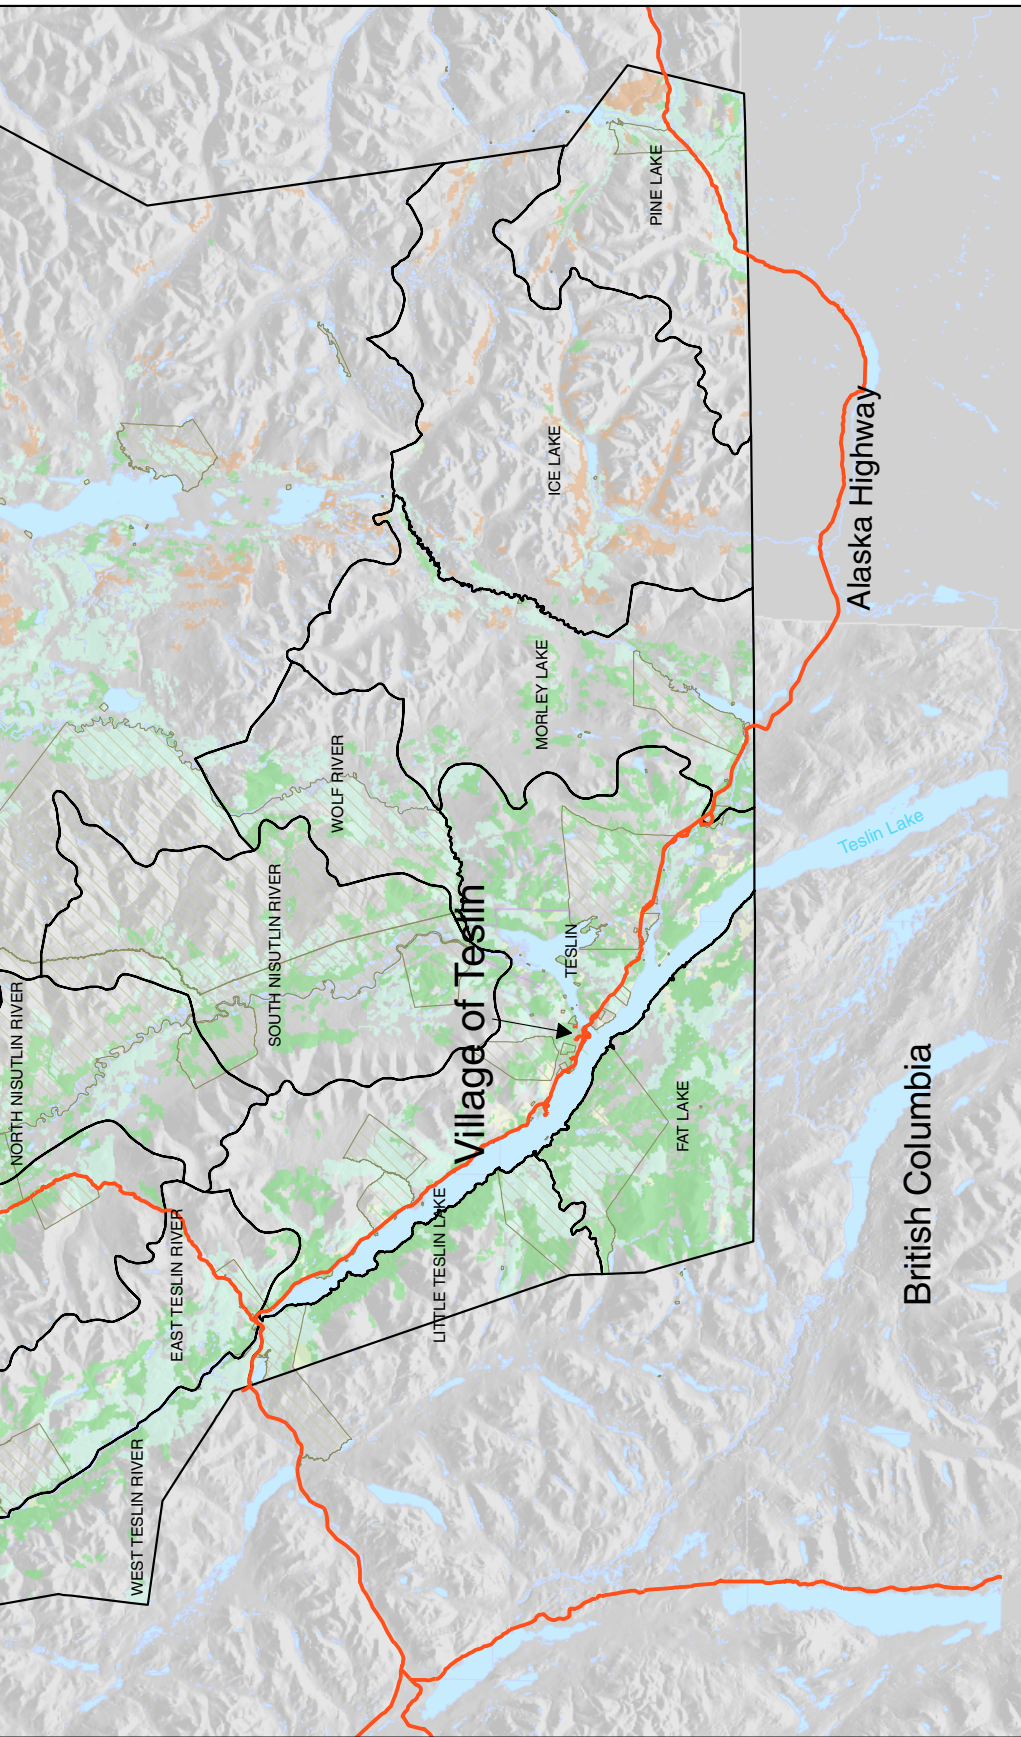 PINE LAKE
ICE LAKE
Alaska Highway
MORLEY LAKE
WOLF RIVER
Teslin Lake
SOUTH NISUTLIN RIVER
TESLIN
Village of Teslin
NORTH NISUTLIN RIVER
FAT LAKE
British Columbia
LITTLE TESLIN LAKE
EAST TESLIN RIVER
WEST TESLIN RIVER